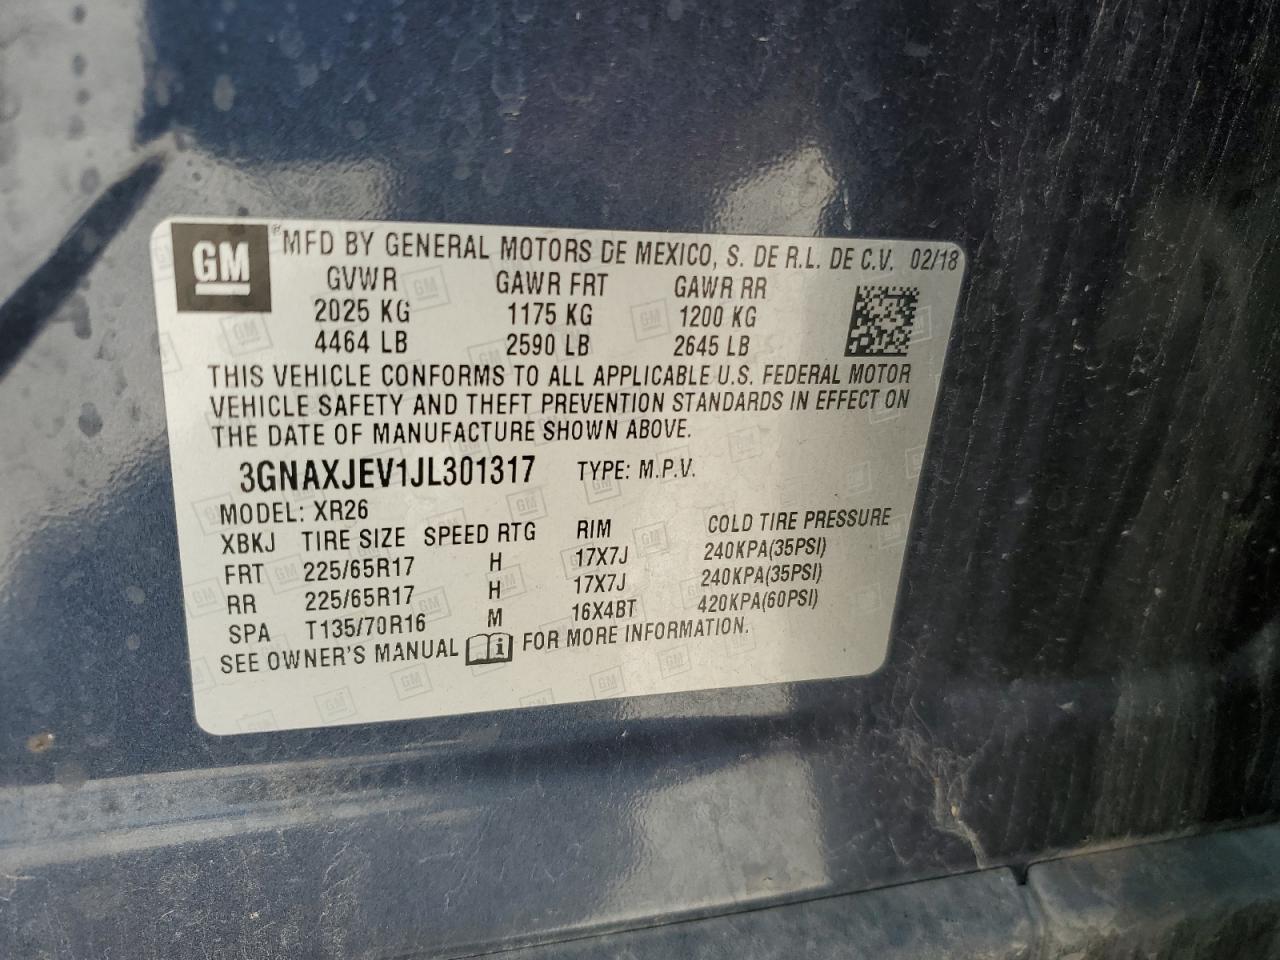 GM MFD BY GENERAL MOTORS DE MEXICO, S. DE R.L. DE C.V. 02/18
GVWR GAWR FRT GAWR RR
2025 KG 1175 KG 1200 KG
4464 LB 2590 LB 2645 LB
THIS VEHICLE CONFORMS TO ALL APPLICABLE U.S. FEDERAL MOTOR
VEHICLE SAFETY AND THEFT PREVENTION STANDARDS IN EFFECT ON
THE DATE OF MANUFACTURE SHOWN ABOVE.
3GNAXJEV1JL301317 TYPE: M.P.V.
MODEL: XR26
XBKJ TIRE SIZE SPEED RTG RIM COLD TIRE PRESSURE
FRT 225/65R17 H 17X7J 240KPA(35PSI)
RR 225/65R17 H 17X7J 240KPA(35PSI)
SPA T135/70R16 M 16X4BT 420KPA(60PSI)
SEE OWNER'S MANUAL FOR MORE INFORMATION.